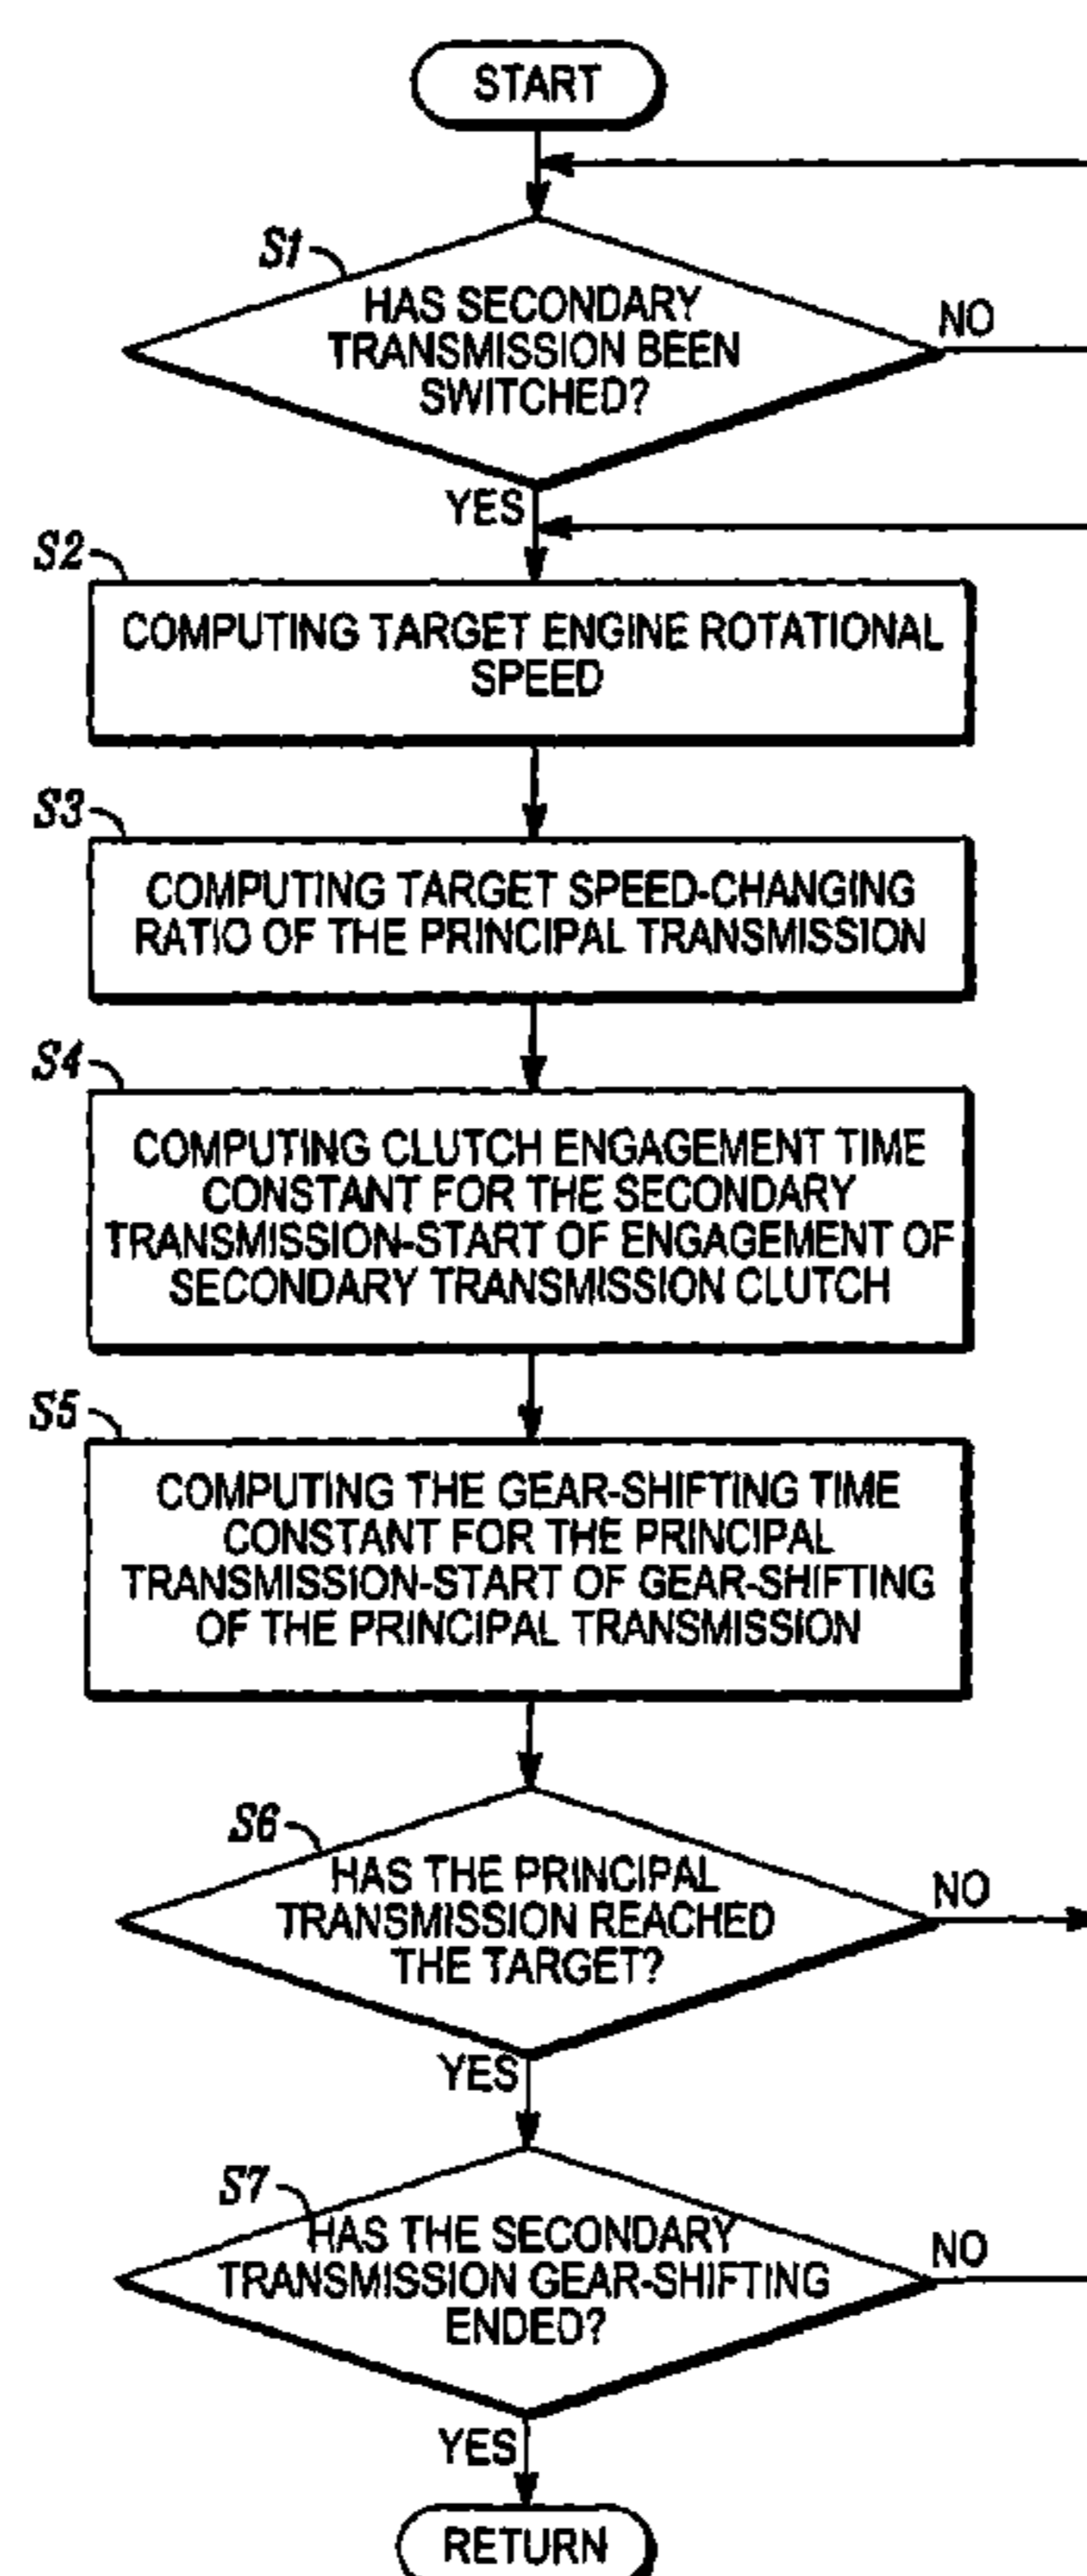 START
S1
HAS SECONDARY
TRANSMISSION BEEN
SWITCHED?
NO
YES
S2
COMPUTING TARGET ENGINE ROTATIONAL
SPEED
S3
COMPUTING TARGET SPEED-CHANGING
RATIO OF THE PRINCIPAL TRANSMISSION
S4
COMPUTING CLUTCH ENGAGEMENT TIME
CONSTANT FOR THE SECONDARY
TRANSMISSION-START OF ENGAGEMENT OF
SECONDARY TRANSMISSION CLUTCH
S5
COMPUTING THE GEAR-SHIFTING TIME
CONSTANT FOR THE PRINCIPAL
TRANSMISSION-START OF GEAR-SHIFTING
OF THE PRINCIPAL TRANSMISSION
S6
HAS THE PRINCIPAL
TRANSMISSION REACHED
THE TARGET?
NO
YES
S7
HAS THE SECONDARY
TRANSMISSION GEAR-SHIFTING
ENDED?
NO
YES
RETURN